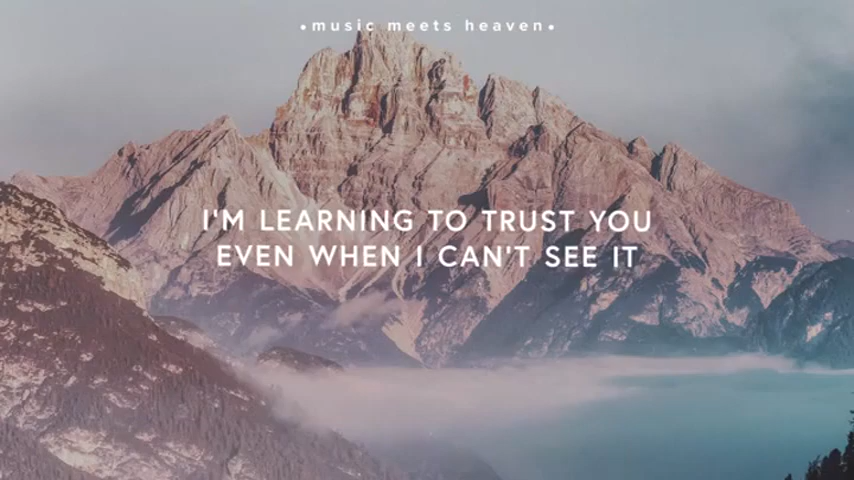 •music meets heaven•
I'M LEARNING TO TRUST YOU
EVEN WHEN I CAN'T SEE IT